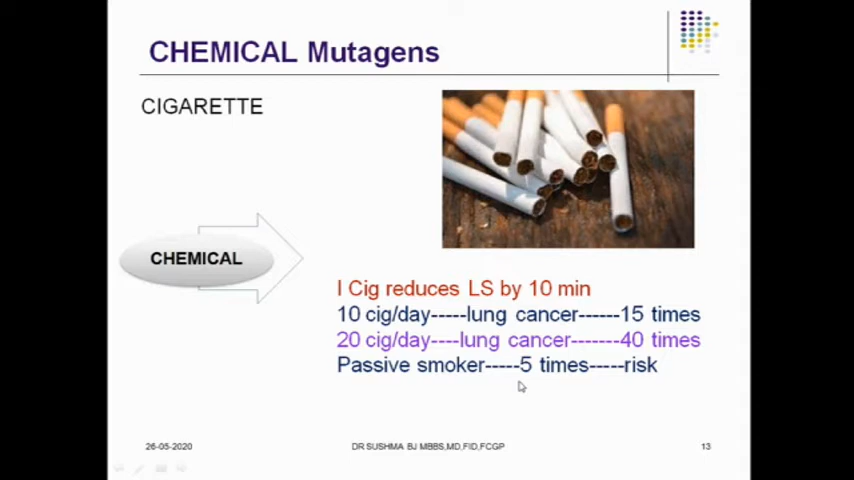 CHEMICAL Mutagens
CIGARETTE
CHEMICAL
I Cig reduces LS by 10 min
10 cig/day-----lung cancer------15 times
20 cig/day----lung cancer-------40 times
Passive smoker-----5 times-----risk
26-05-2020
DR SUSHMA BJ MBBS,MD,FID,FCGP
13